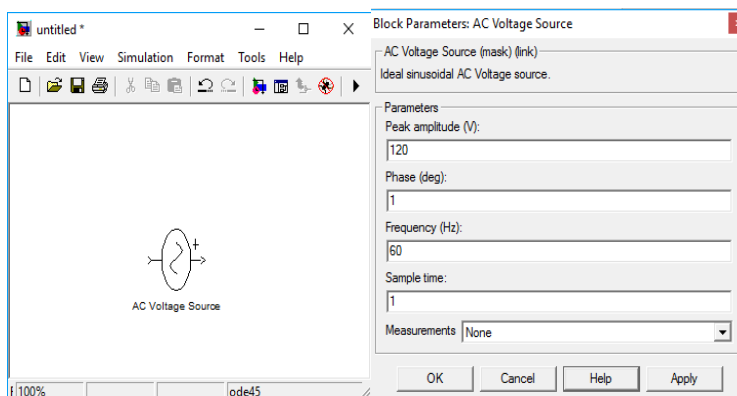 untitled *
File Edit View Simulation Format Tools Help
+
AC Voltage Source
100%
ode45
Block Parameters: AC Voltage Source
AC Voltage Source (mask) (link)
Ideal sinusoidal AC Voltage source.
Parameters
Peak amplitude (V):
120
Phase (deg):
1
Frequency (Hz):
60
Sample time:
1
Measurements None
OK Cancel Help Apply